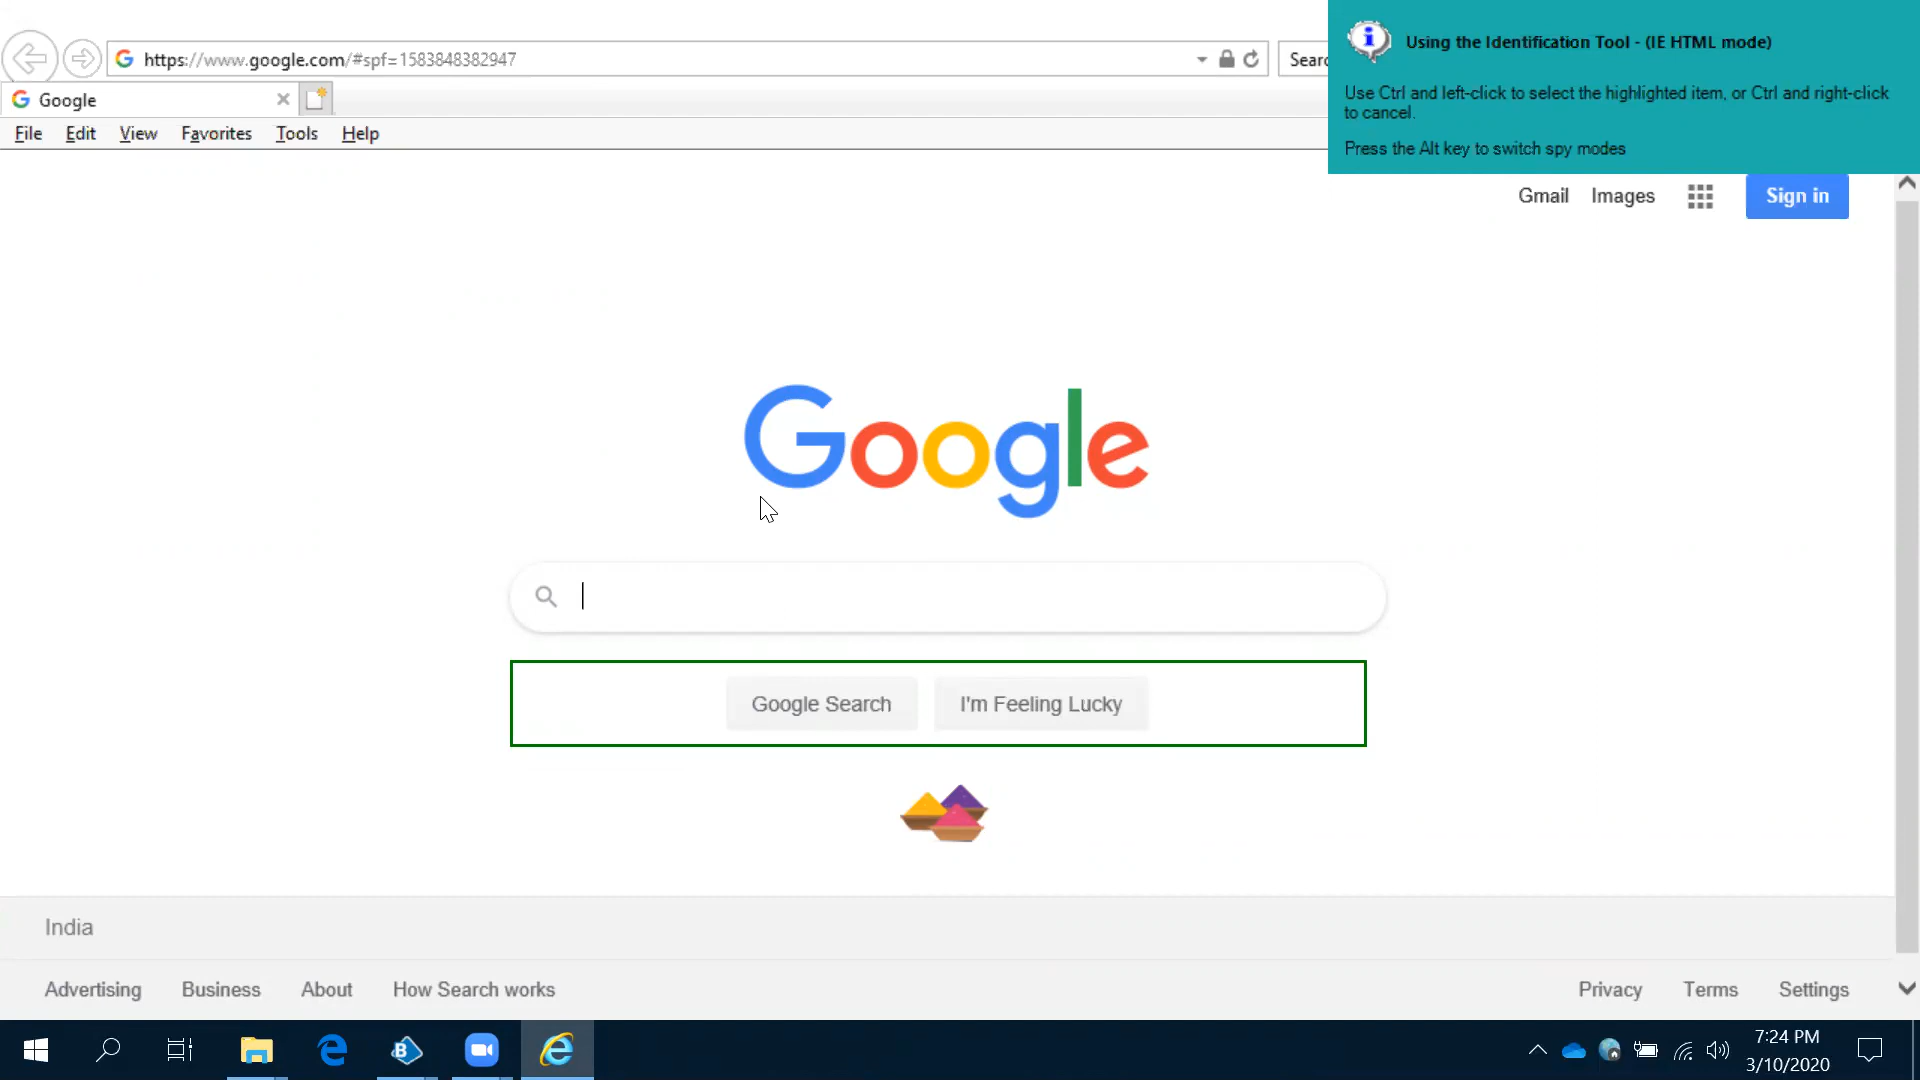 https://www.google.com/#spf=1583848382947
Searc
Google
File Edit View Favorites Tools Help
Using the Identification Tool - (IE HTML mode)
Use Ctrl and left-click to select the highlighted item, or Ctrl and right-click
to cancel.
Press the Alt key to switch spy modes
Gmail Images Sign in
Google
Google Search I'm Feeling Lucky
India
Advertising Business About How Search works Privacy Terms Settings
B
7:24 PM
3/10/2020